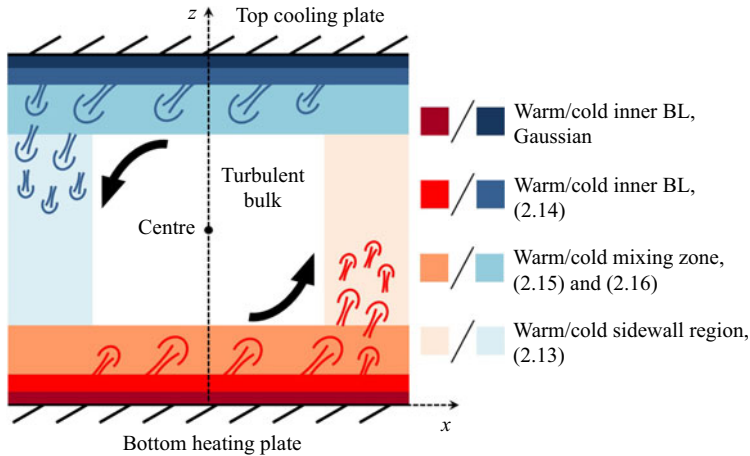 z
Top cooling plate
Turbulent
bulk
Centre
x
Bottom heating plate
Warm/cold inner BL,
Gaussian
Warm/cold inner BL,
(2.14)
Warm/cold mixing zone,
(2.15) and (2.16)
Warm/cold sidewall region,
(2.13)